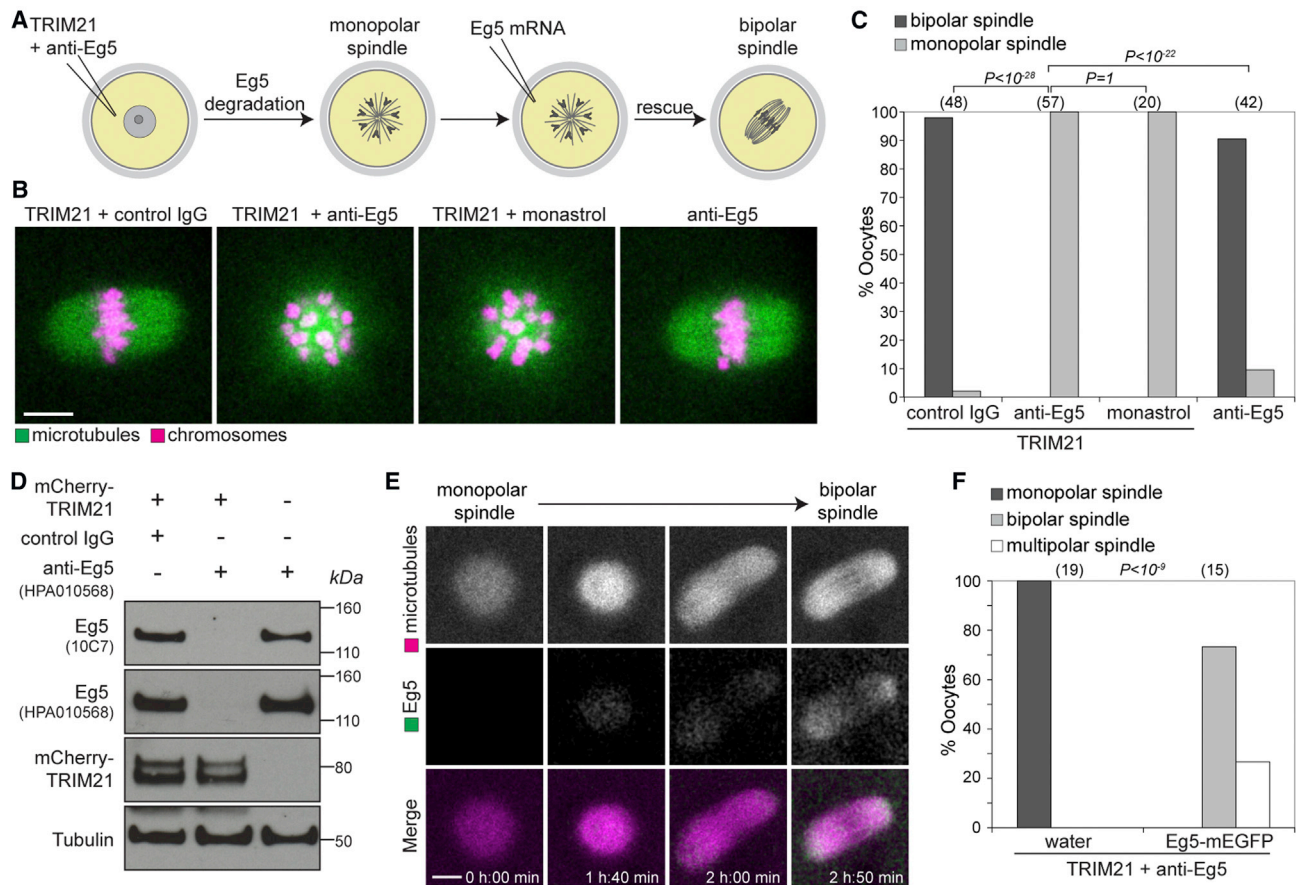 A
TRIM21
+ anti-Eg5
Eg5
degradation
monopolar
spindle
Eg5 mRNA
rescue
bipolar
spindle
B
TRIM21 + control IgG
TRIM21 + anti-Eg5
TRIM21 + monastrol
anti-Eg5
microtubules chromosomes
C
bipolar spindle
monopolar spindle
P<10-22
P<10-28 P=1
(48) (57) (20) (42)
100
90
80
70
60
50
40
30
20
10
0
% Oocytes
control IgG anti-Eg5 monastrol anti-Eg5
TRIM21
D
mCherry-
TRIM21 + + -
control IgG + - -
anti-Eg5 - + + kDa
(HPA010568)
Eg5
(10C7)
160
110
Eg5
(HPA010568)
160
110
mCherry-
TRIM21
80
Tubulin
50
E
monopolar
spindle
bipolar
spindle
microtubules
Eg5
Merge
0 h:00 min 1 h:40 min 2 h:00 min 2 h:50 min
F
monopolar spindle
bipolar spindle
multipolar spindle
(19) P<10-9 (15)
100
80
60
40
20
0
% Oocytes
water Eg5-mEGFP
TRIM21 + anti-Eg5